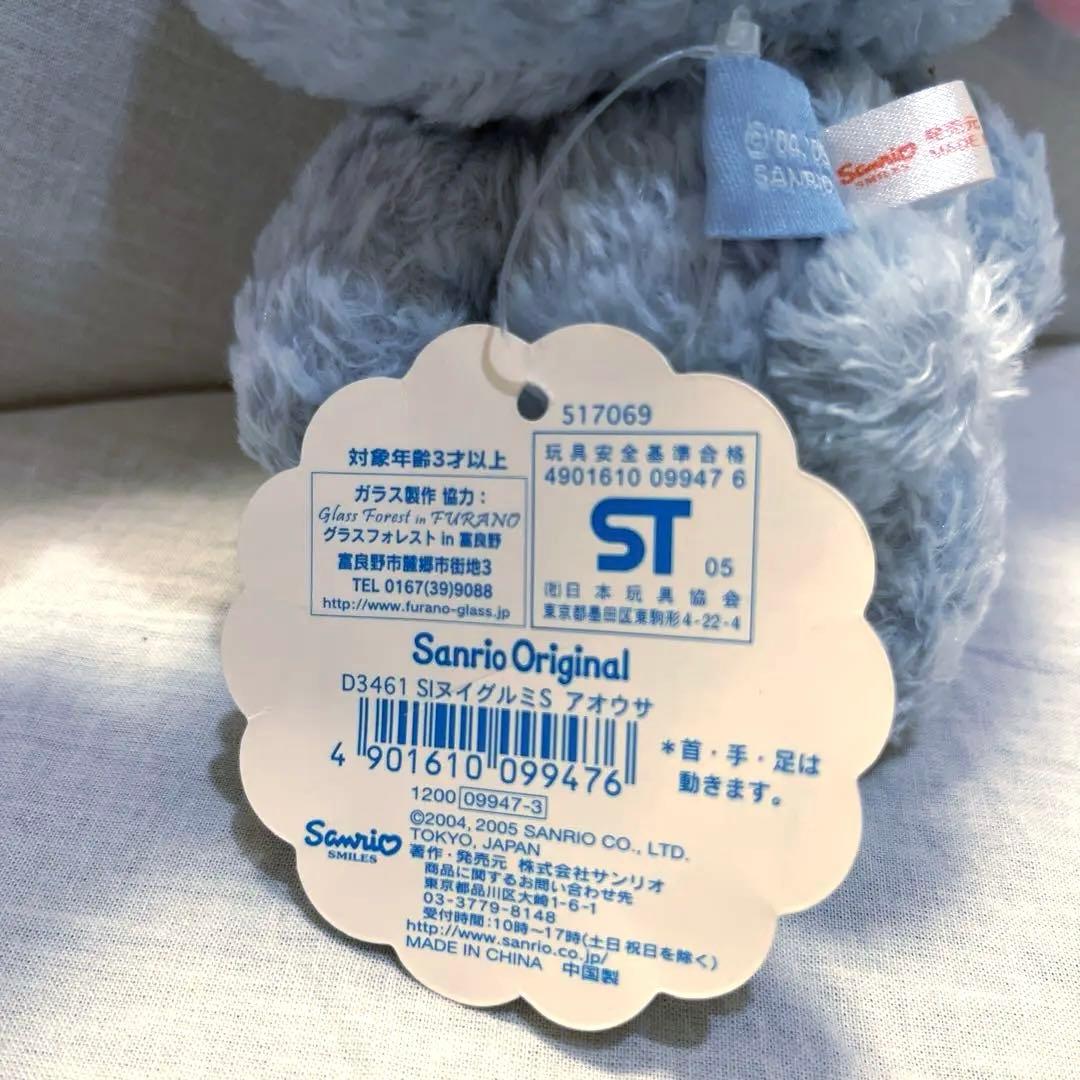 ©'04,'05
SANRIO
Sanrio
SMILES
発売元
MADE
517069
対象年齢3才以上
ガラス製作 協力:
Glass Forest in FURANO
グラスフォレスト in 富良野
富良野市麓郷市街地3
TEL 0167(39)9088
http://www.furano-glass.jp
玩具安全基準合格
4901610 09947 6
ST
05
㈳日本玩具協会
東京都墨田区東駒形4-22-4
Sanrio Original
D3461 SIヌイグルミS アオウサ
4 901610 099476
*首・手・足は
動きます。
1200 09947-3
Sanrio
SMILES
©2004, 2005 SANRIO CO., LTD.
TOKYO, JAPAN
著作・発売元 株式会社サンリオ
商品に関するお問い合わせ先
東京都品川区大崎1-6-1
03-3779-8148
受付時間:10時~17時(土日 祝日を除く)
http://www.sanrio.co.jp/
MADE IN CHINA 中国製